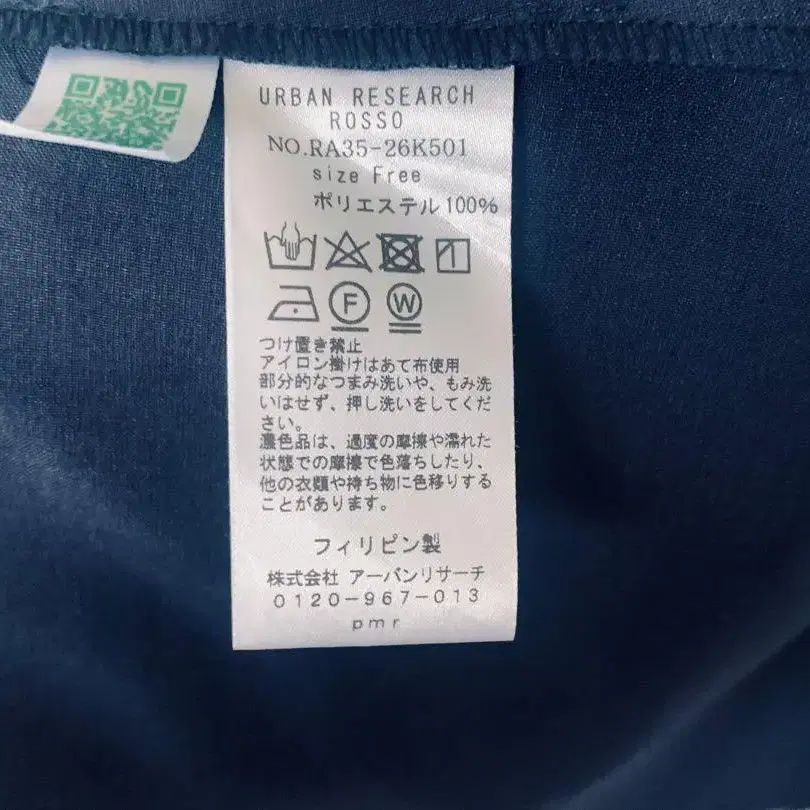 URBAN RESEARCH
ROSSO
NO.RA35-26K501
size Free
ポリエステル100%
F W
つけ置き禁止
アイロン掛けはあて布使用
部分的なつまみ洗いや、もみ洗
いはせず、押し洗いをしてくだ
さい。
濃色品は、過度の摩擦や濡れた
状態での摩擦で色落ちしたり、
他の衣類や持ち物に色移りする
ことがあります。
フィリピン製
株式会社 アーバンリサーチ
0120-967-013
pmr